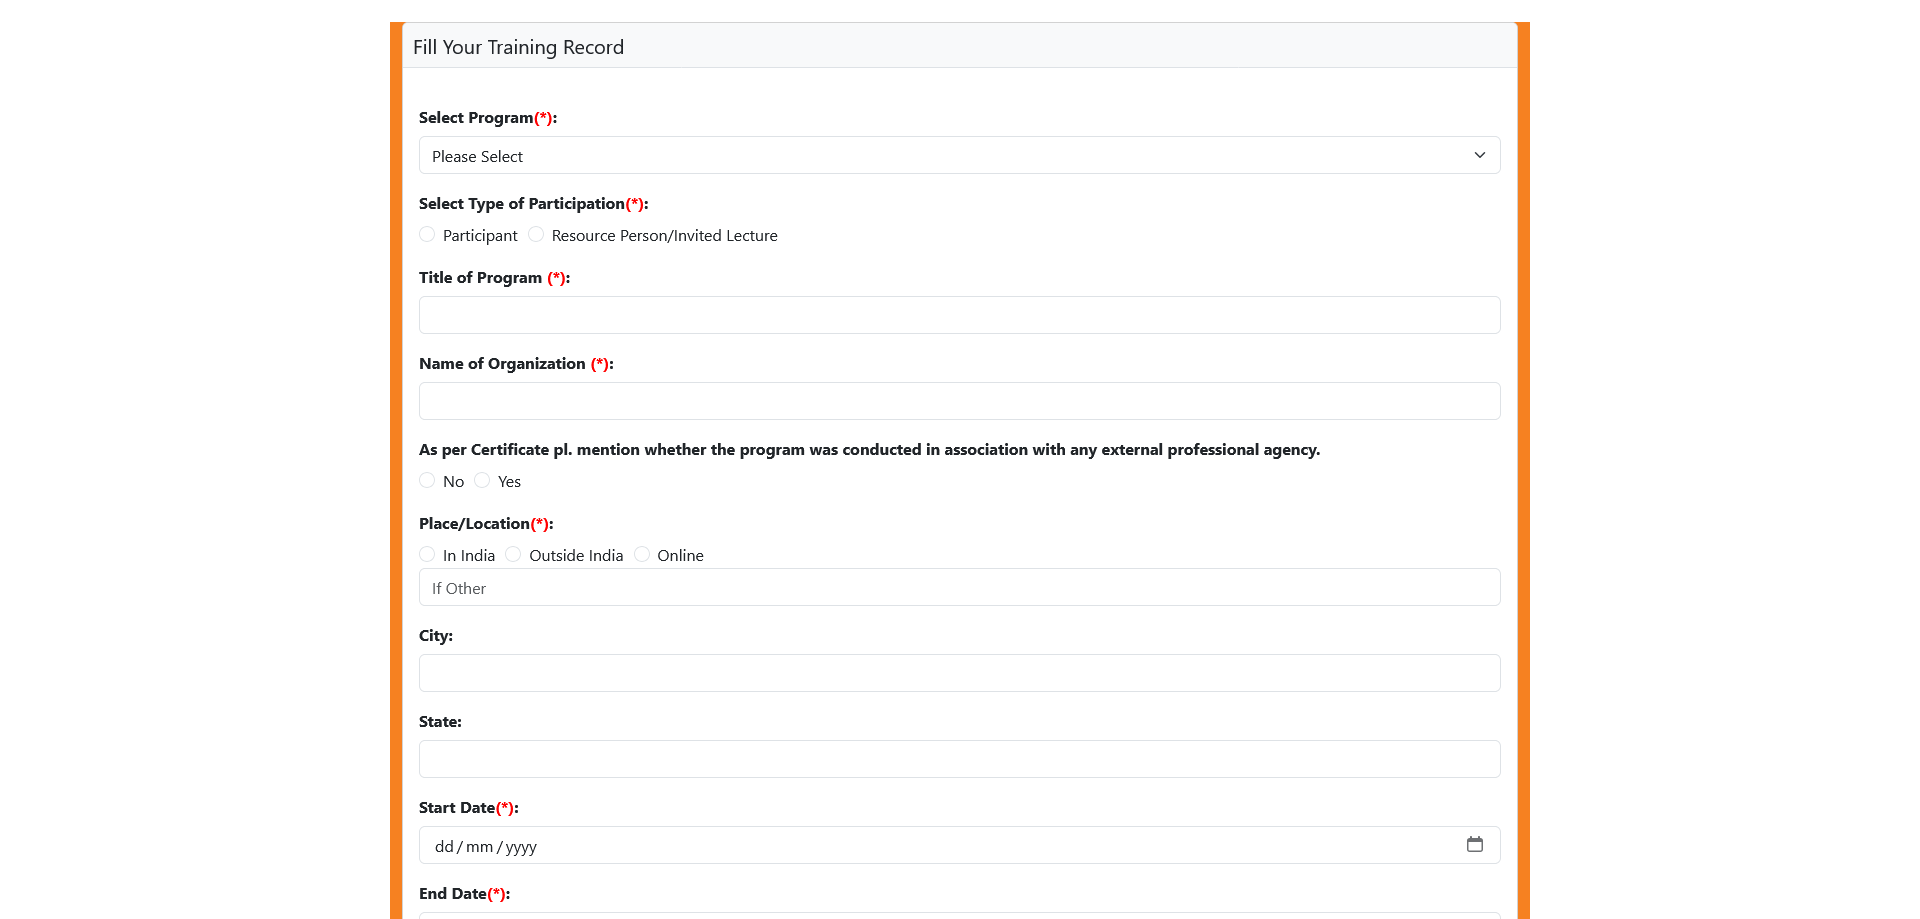 Fill Your Training Record
Select Program(*):
Please Select
Select Type of Participation(*):
Participant Resource Person/Invited Lecture
Title of Program (*):
Name of Organization (*):
As per Certificate pl. mention whether the program was conducted in association with any external professional agency.
No Yes
Place/Location(*):
In India Outside India Online
If Other
City:
State:
Start Date(*):
dd/mm/yyyy
End Date(*):